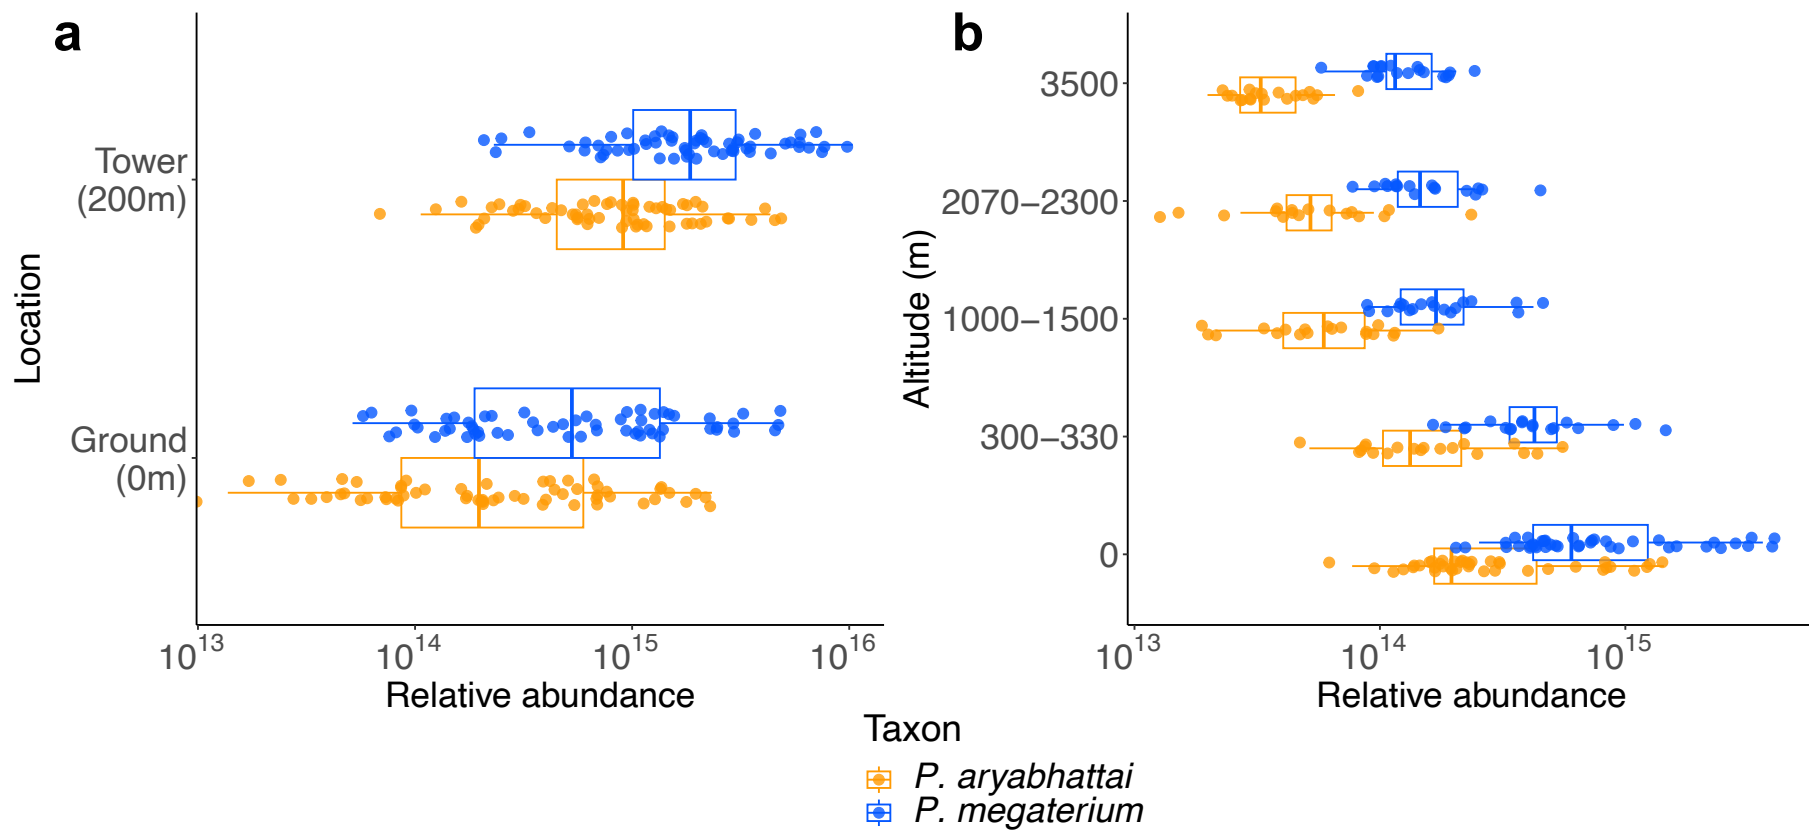 a
Tower
(200m)
Ground
(0m)
Location
10^13 10^14 10^15 10^16
Relative abundance
b
3500
2070−2300
1000−1500
300−330
0
Altitude (m)
10^13 10^14 10^15
Relative abundance
Taxon
P. aryabhattai
P. megaterium